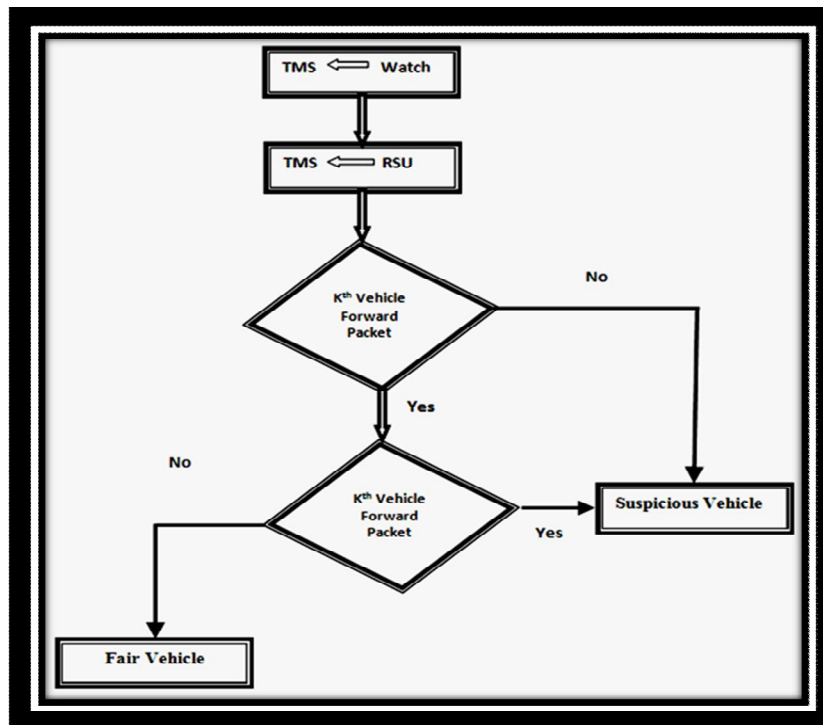 TMS ⇐ Watch
TMS ⇐ RSU
Kth Vehicle
Forward
Packet
No
Yes
Kth Vehicle
Forward
Packet
No
Yes
Suspicious Vehicle
Fair Vehicle